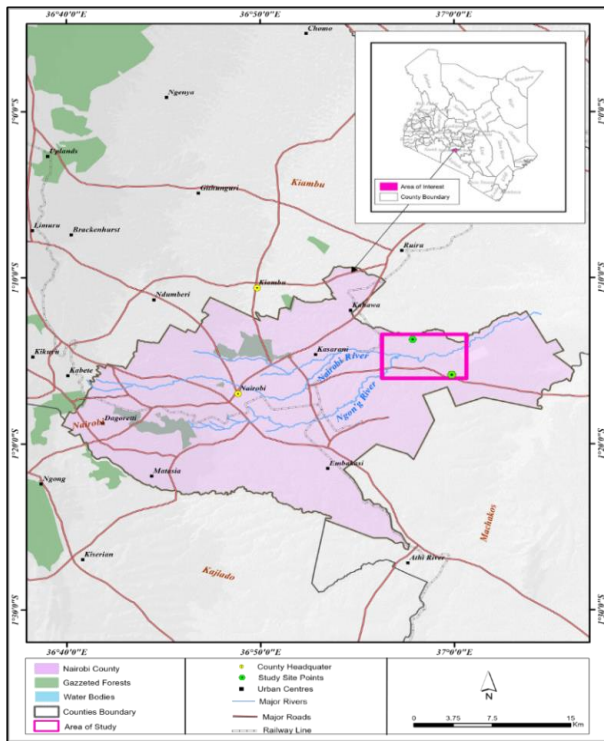 36°40'0"E 36°50'0"E 37°0'0"E
Chomo
Ngenya
1°0'0"S 1°0'0"S
Uplands
Area of Interest
County Boundary
Githunguri
Kiambu
Limuru
Brackenhurst
Ruiru
1°10'0"S 1°10'0"S
Kiambu
Ndumberi
Kahawa
Kikuyu
Kasarani
Nairobi River
Kabete
Nairobi
Ngon'g River
Dagoretti
Nairobi
1°20'0"S 1°20'0"S
Embakasi
Matasia
Ngong
Machakos
Kiserian
Athi River
Kajiado
1°30'0"S 1°30'0"S
36°40'0"E 36°50'0"E 37°0'0"E
Nairobi County
Gazzeted Forests
Water Bodies
Counties Boundary
Area of Study
County Headquater
Study Site Points
Urban Centres
Major Rivers
Major Roads
Railway Line
N
0 3.75 7.5 15
Km